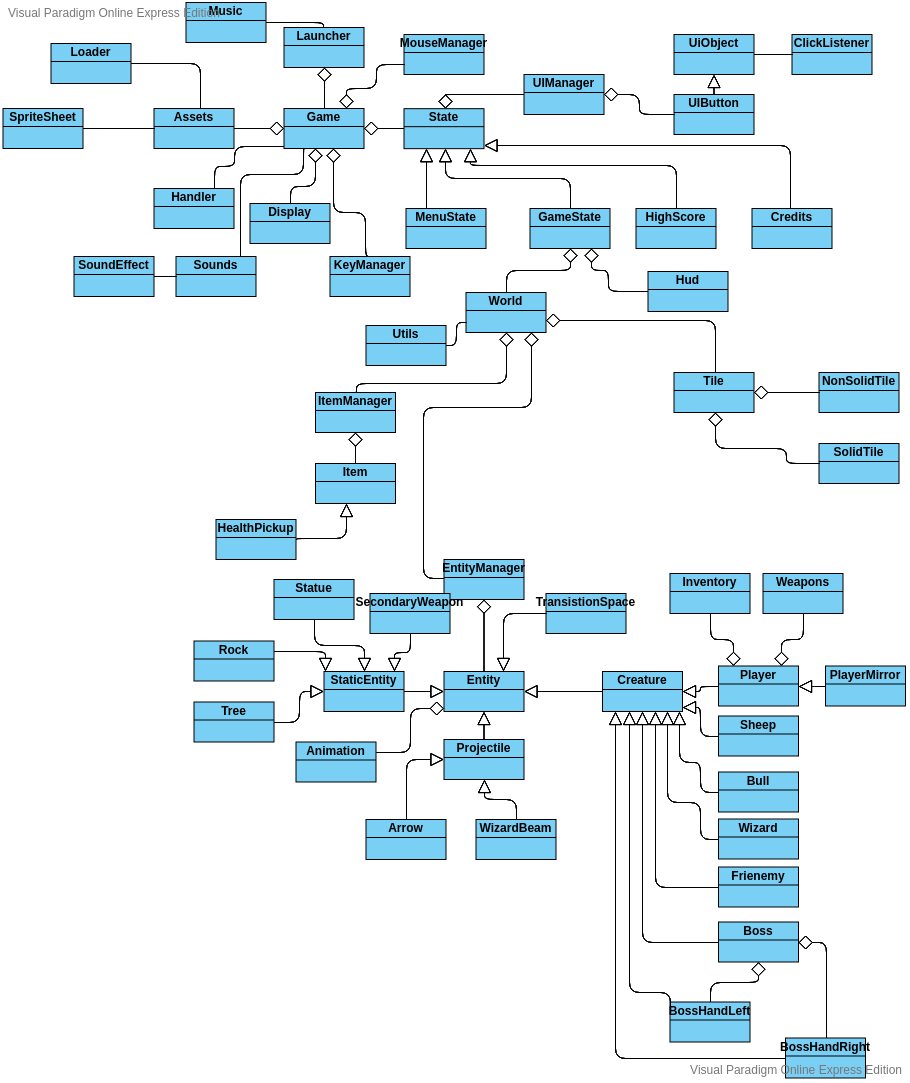 Visual Paradigm Online Express Edition
Music
Launcher
MouseManager
UiObject
ClickListener
Loader
UIManager
UIButton
SpriteSheet
Assets
Game
State
Handler
Display
MenuState
GameState
HighScore
Credits
SoundEffect
Sounds
KeyManager
Hud
World
Utils
Tile
NonSolidTile
ItemManager
SolidTile
Item
HealthPickup
EntityManager
Statue
SecondaryWeapon
TranssistionSpace
Inventory
Weapons
Rock
StaticEntity
Entity
Creature
Player
PlayerMirror
Tree
Sheep
Animation
Projectile
Bull
Arrow
WizardBeam
Wizard
Frienemy
Boss
BossHandLeft
BossHandRight
Visual Paradigm Online Express Edition